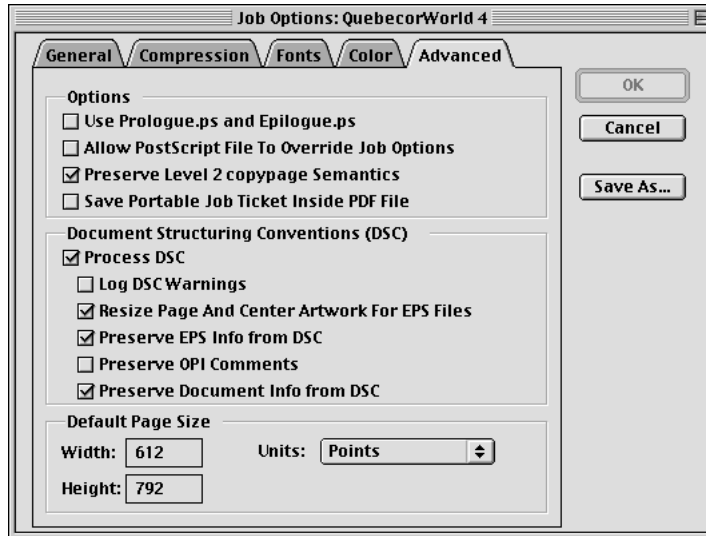 Job Options: QuebecorWorld 4
General Compression Fonts Color Advanced
Options
Use Prologue.ps and Epilogue.ps
Allow PostScript File To Override Job Options
Preserve Level 2 copypage Semantics
Save Portable Job Ticket Inside PDF File
Document Structuring Conventions (DSC)
Process DSC
Log DSC Warnings
Resize Page And Center Artwork For EPS Files
Preserve EPS Info from DSC
Preserve OPI Comments
Preserve Document Info from DSC
Default Page Size
Width: 612 Units: Points
Height: 792
OK
Cancel
Save As...